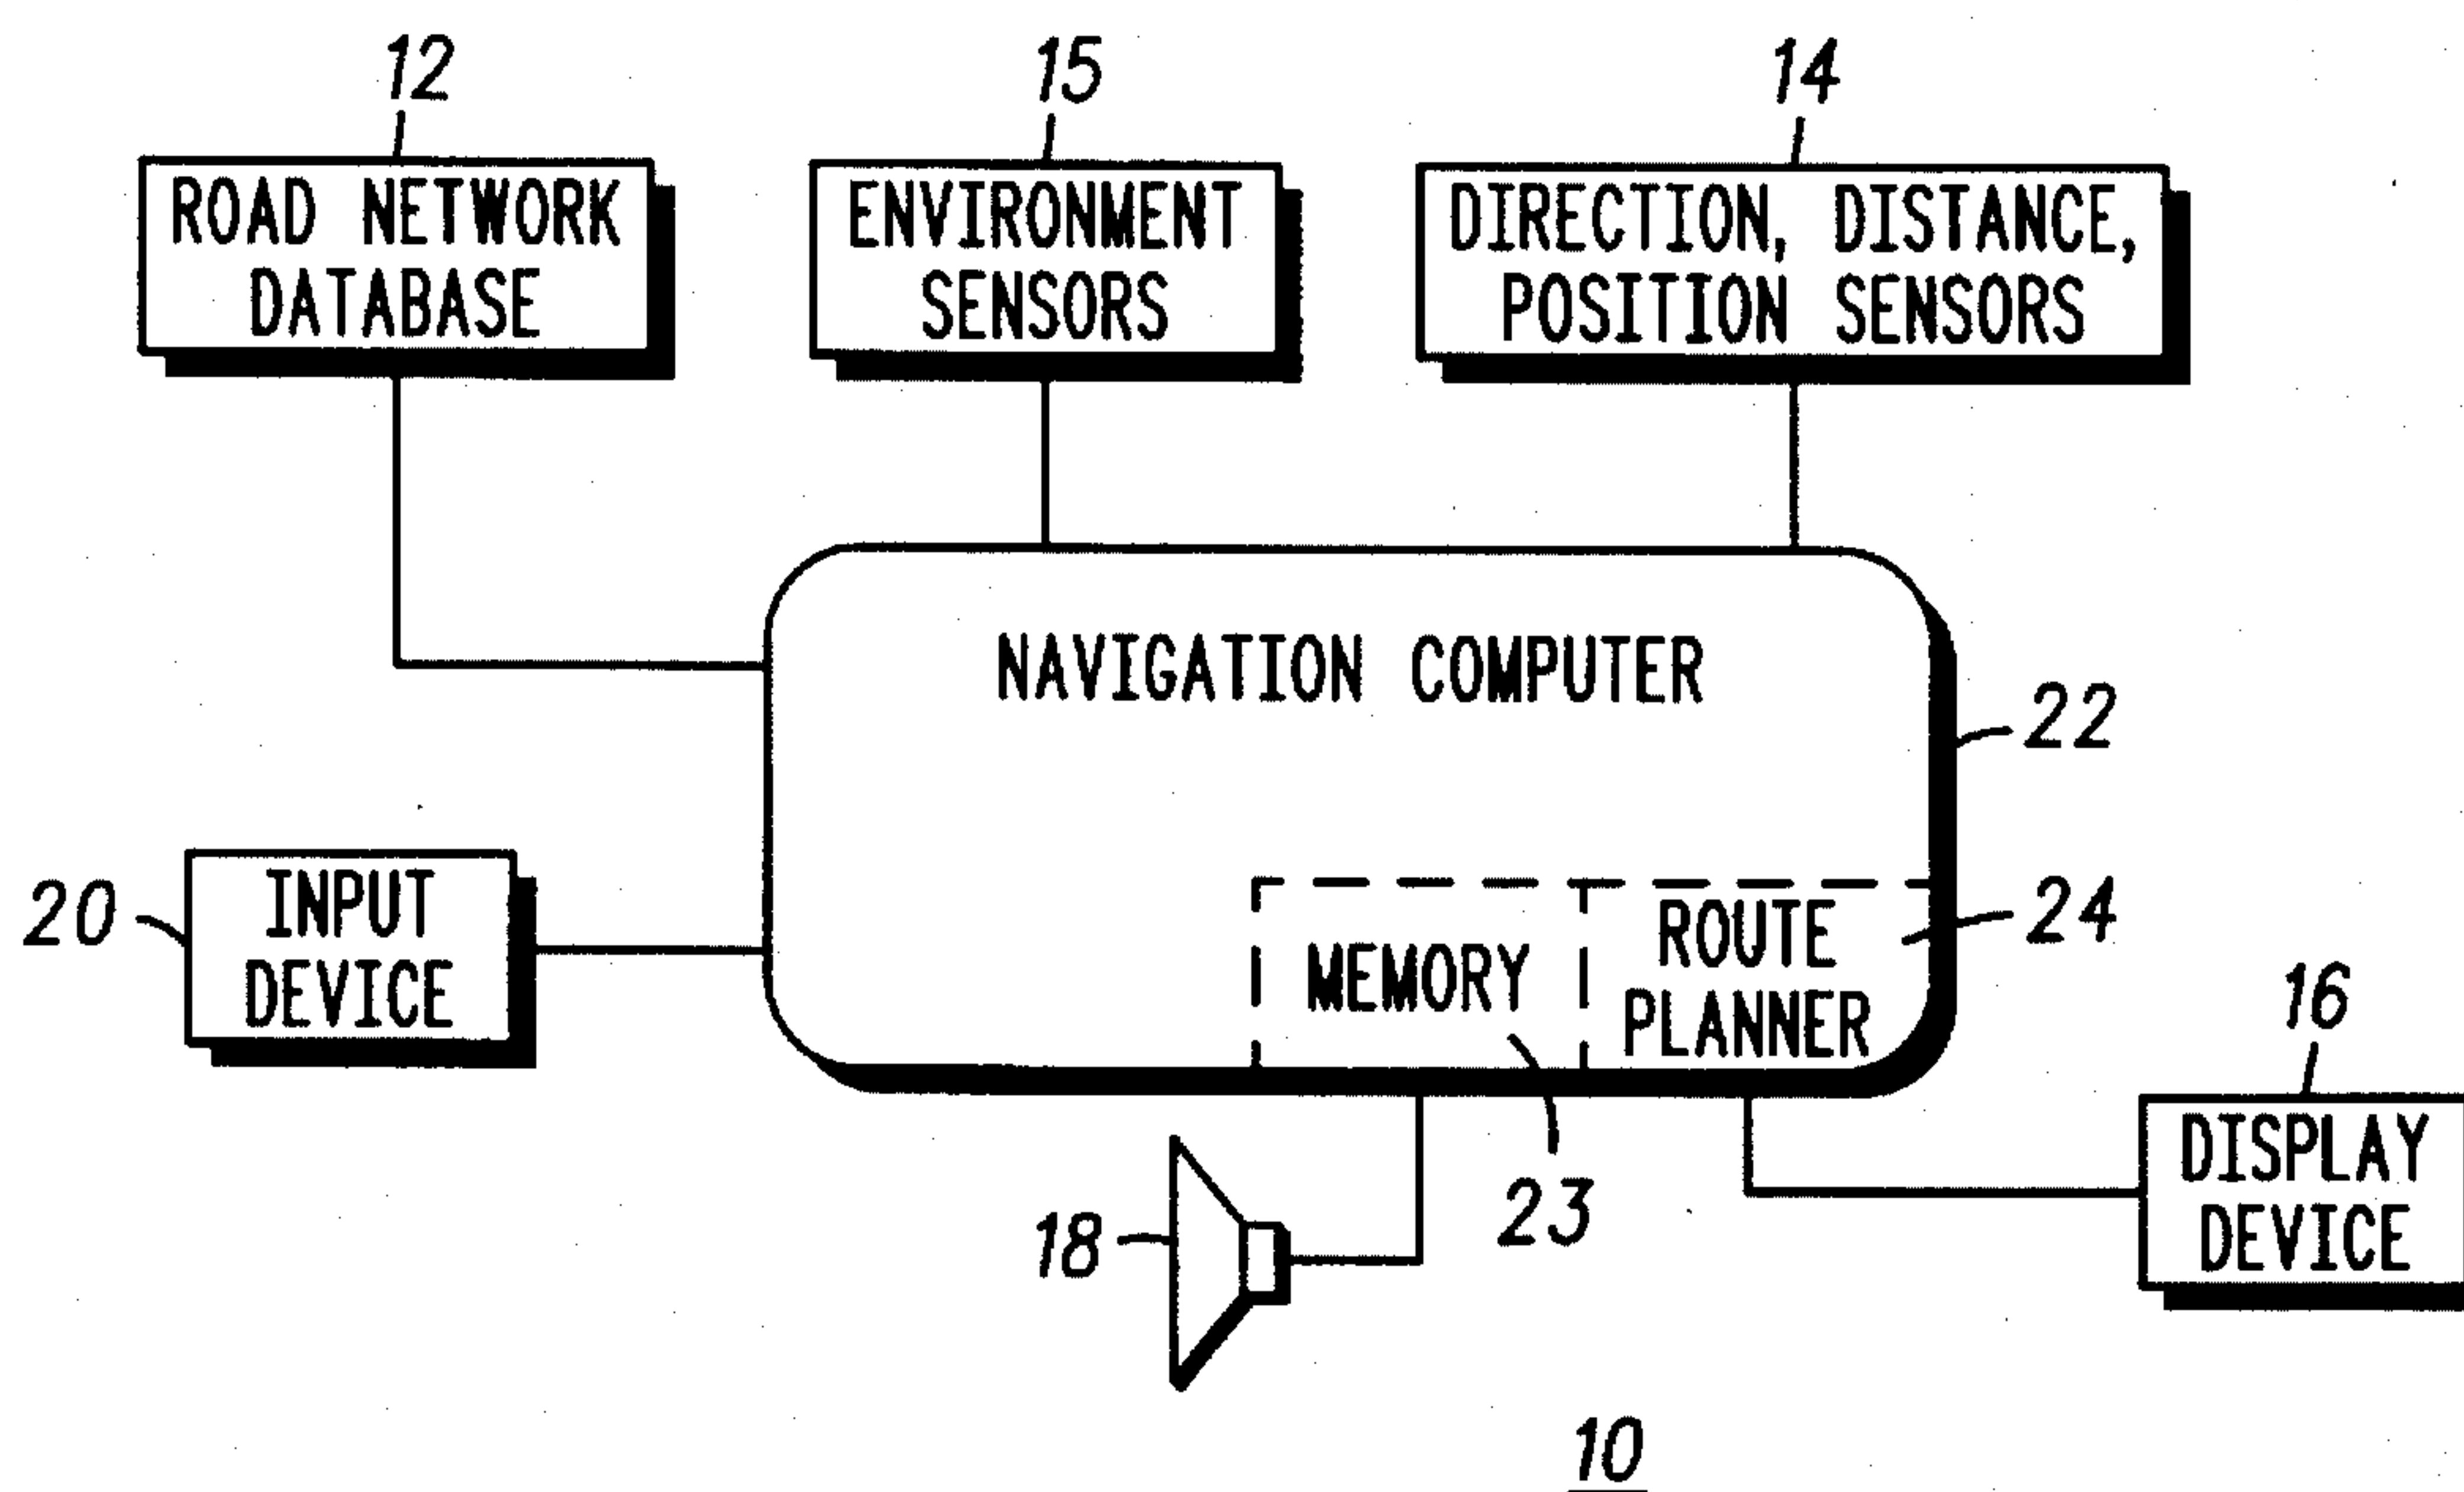 12
15
14
ROAD NETWORK
DATABASE
ENVIRONMENT
SENSORS
DIRECTION, DISTANCE,
POSITION SENSORS
NAVIGATION COMPUTER
22
20
INPUT
DEVICE
MEMORY
ROUTE
PLANNER
24
16
DISPLAY
DEVICE
18
23
10